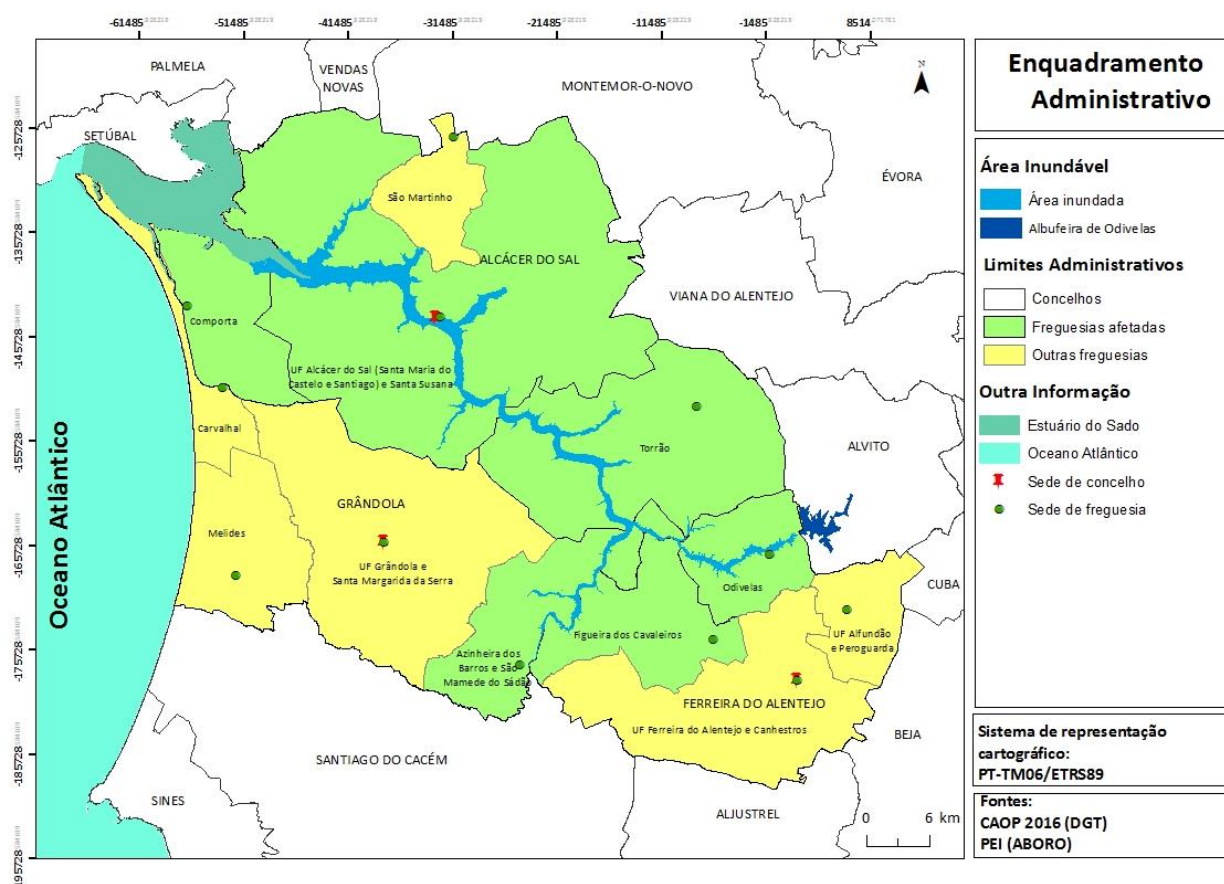 -61485
-51485
-41485
-31485
-21485
-11485
-1485
8514
-125728
-135728
-145728
-155728
-165728
-175728
-185728
-195728
PALMELA
VENDAS
NOVAS
MONTEMOR-O-NOVO
N
SETÚBAL
ÉVORA
São Martinho
ALCÁCER DO SAL
VIANA DO ALENTEJO
Comporta
UF Alcácer do Sal (Santa Maria do
Castelo e Santiago) e Santa Susana
Carvalhal
Torrão
ALVITO
GRÂNDOLA
Melides
UF Grândola e
Santa Margarida da Serra
Odivelas
CUBA
Figueira dos Cavaleiros
UF Alfundão
e Peroguarda
Azinheira dos
Barros e São
Mamede do Sádão
FERREIRA DO ALENTEJO
UF Ferreira do Alentejo e Canhestros
BEJA
SANTIAGO DO CACÉM
SINES
ALJUSTREL
Oceano Atlântico
0 6 km
Enquadramento
Administrativo
Área Inundável
Área inundada
Albufeira de Odivelas
Limites Administrativos
Concelhos
Freguesias afetadas
Outras freguesias
Outra Informação
Estuário do Sado
Oceano Atlântico
Sede de concelho
Sede de freguesia
Sistema de representação
cartográfico:
PT-TM06/ETRS89
Fontes:
CAOP 2016 (DGT)
PEI (ABORO)